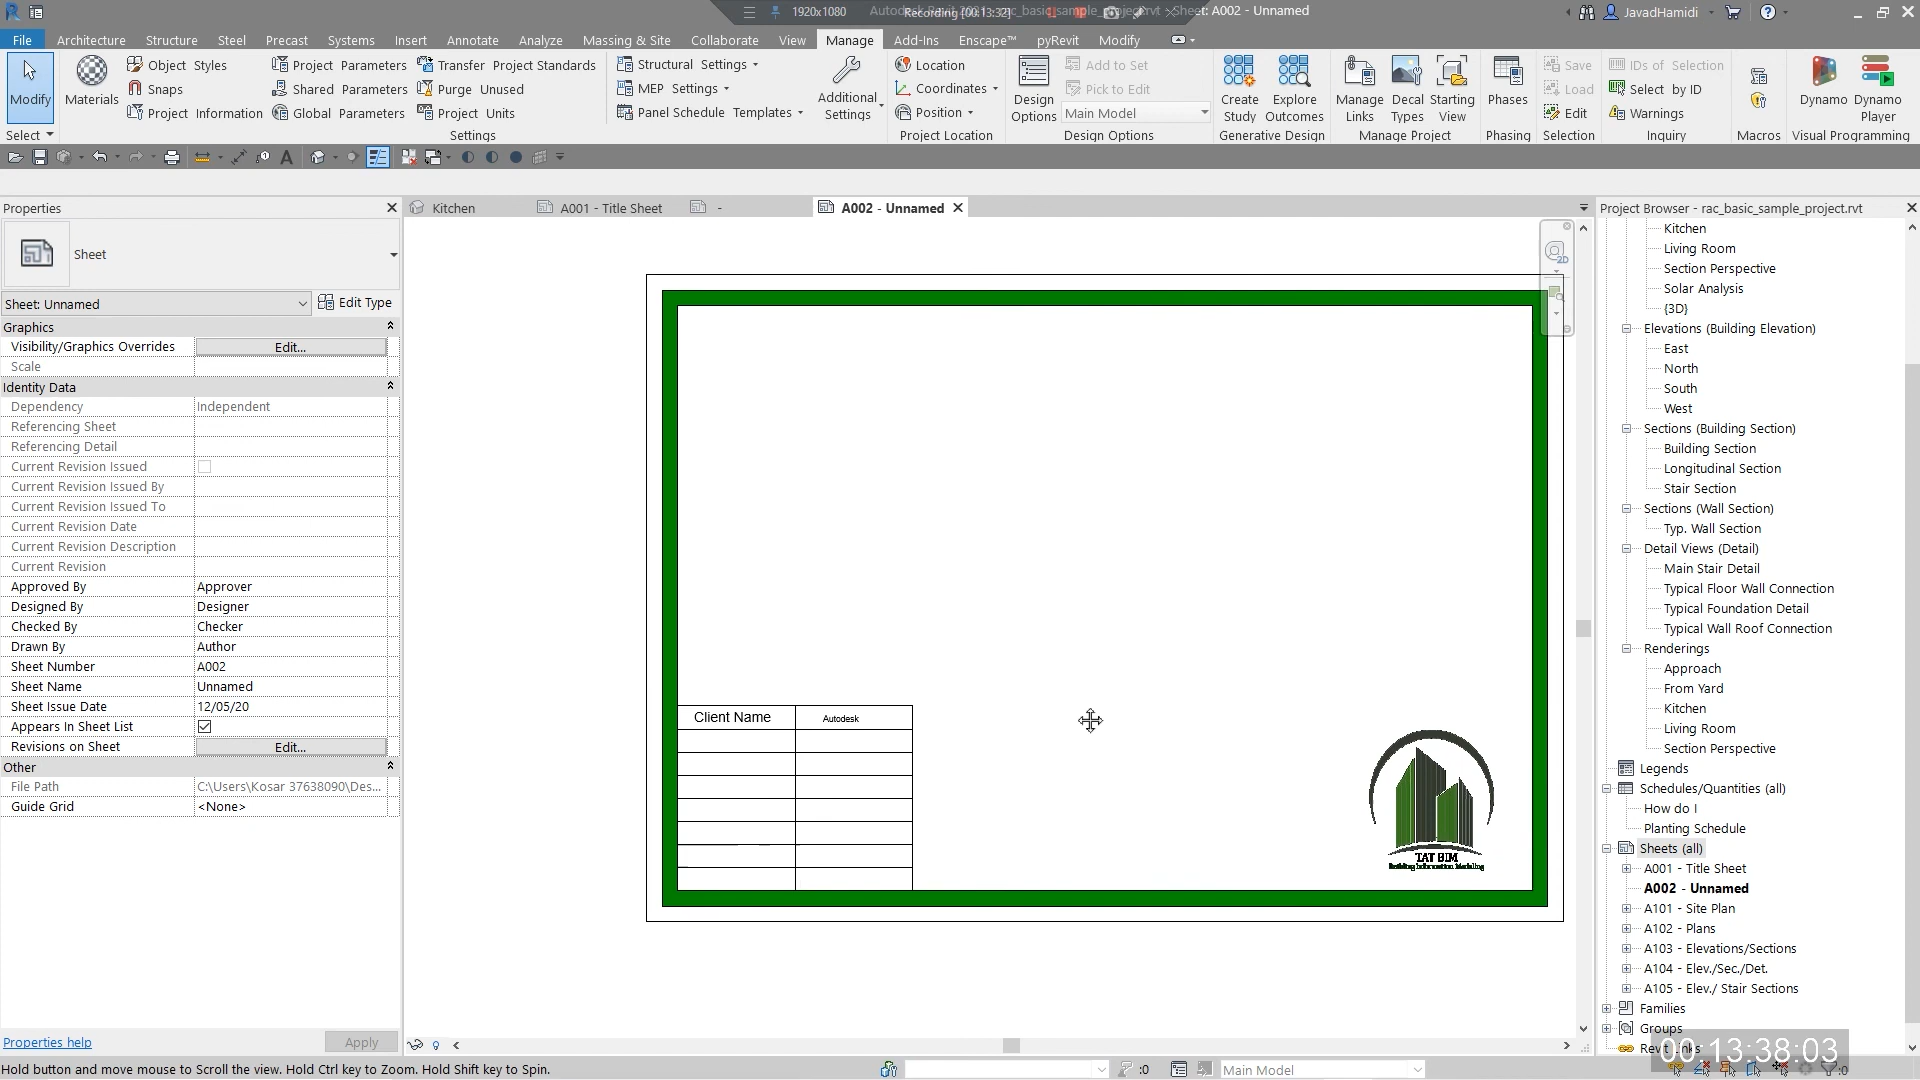 1920x1080
Recording [00:13:32]
Sheet: A002 - Unnamed
JavadHamidi
File Architecture Structure Steel Precast Systems Insert Annotate Analyze Massing & Site Collaborate View Manage Add-Ins Enscape™ pyRevit Modify
Modify
Select
Materials
Object Styles
Snaps
Project Information
Project Parameters
Shared Parameters
Global Parameters
Transfer Project Standards
Purge Unused
Project Units
Settings
Structural Settings
MEP Settings
Panel Schedule Templates
Additional
Settings
Location
Coordinates
Position
Project Location
Design
Options
Add to Set
Pick to Edit
Main Model
Design Options
Create
Study
Explore
Outcomes
Generative Design
Manage
Links
Decal
Types
Starting
View
Manage Project
Phases
Phasing
Save
Load
Edit
Selection
IDs of Selection
Select by ID
Warnings
Inquiry
Macros
Dynamo
Dynamo
Player
Visual Programming
Properties
Sheet
Sheet: Unnamed
Edit Type
Graphics
Visibility/Graphics Overrides Edit...
Scale
Identity Data
Dependency Independent
Referencing Sheet
Referencing Detail
Current Revision Issued
Current Revision Issued By
Current Revision Issued To
Current Revision Date
Current Revision Description
Current Revision
Approved By Approver
Designed By Designer
Checked By Checker
Drawn By Author
Sheet Number A002
Sheet Name Unnamed
Sheet Issue Date 12/05/20
Appears In Sheet List
Revisions on Sheet Edit...
Other
File Path C:\Users\Kosar 37638090\Des...
Guide Grid <None>
Properties help
Apply
Kitchen
A001 - Title Sheet
-
A002 - Unnamed
2D
Client Name Autodesk
TAT BIM
Building Information Modeling
Project Browser - rac_basic_sample_project.rvt
Kitchen
Living Room
Section Perspective
Solar Analysis
{3D}
Elevations (Building Elevation)
East
North
South
West
Sections (Building Section)
Building Section
Longitudinal Section
Stair Section
Sections (Wall Section)
Typ. Wall Section
Detail Views (Detail)
Main Stair Detail
Typical Floor Wall Connection
Typical Foundation Detail
Typical Wall Roof Connection
Renderings
Approach
From Yard
Kitchen
Living Room
Section Perspective
Legends
Schedules/Quantities (all)
How do I
Planting Schedule
Sheets (all)
A001 - Title Sheet
A002 - Unnamed
A101 - Site Plan
A102 - Plans
A103 - Elevations/Sections
A104 - Elev./Sec./Det.
A105 - Elev./ Stair Sections
Families
Groups
00:13:38:03
Hold button and move mouse to Scroll the view. Hold Ctrl key to Zoom. Hold Shift key to Spin.
:0
Main Model
:0